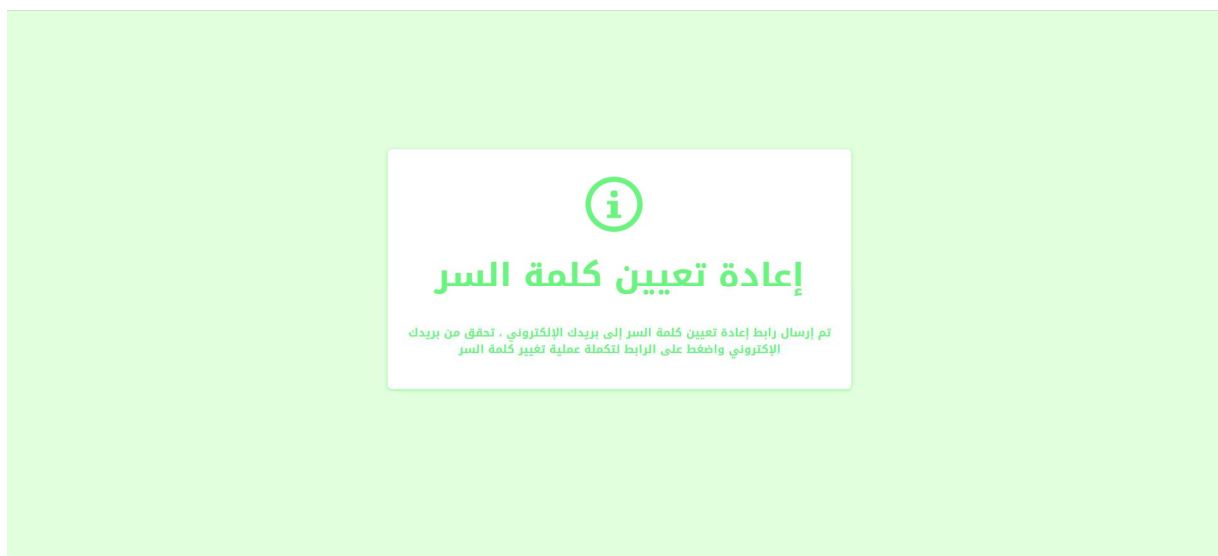 إعادة تعيين كلمة السر
تم إرسال رابط إعادة تعيين كلمة السر إلى بريدك الإلكتروني ، تحقق من بريدك
الإكتروني واضغط على الرابط لتكملة عملية تغيير كلمة السر